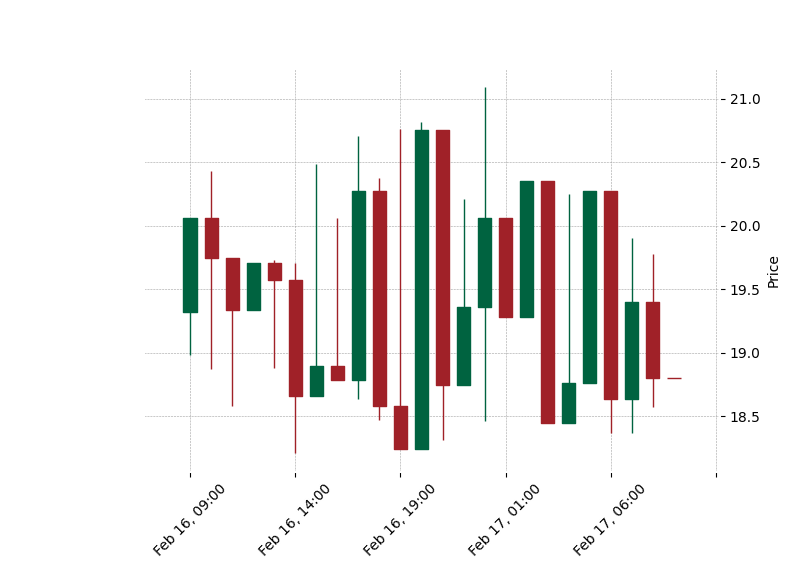 21.0
20.5
20.0
19.5
19.0
18.5
Price
Feb 16, 09:00
Feb 16, 14:00
Feb 16, 19:00
Feb 17, 01:00
Feb 17, 06:00